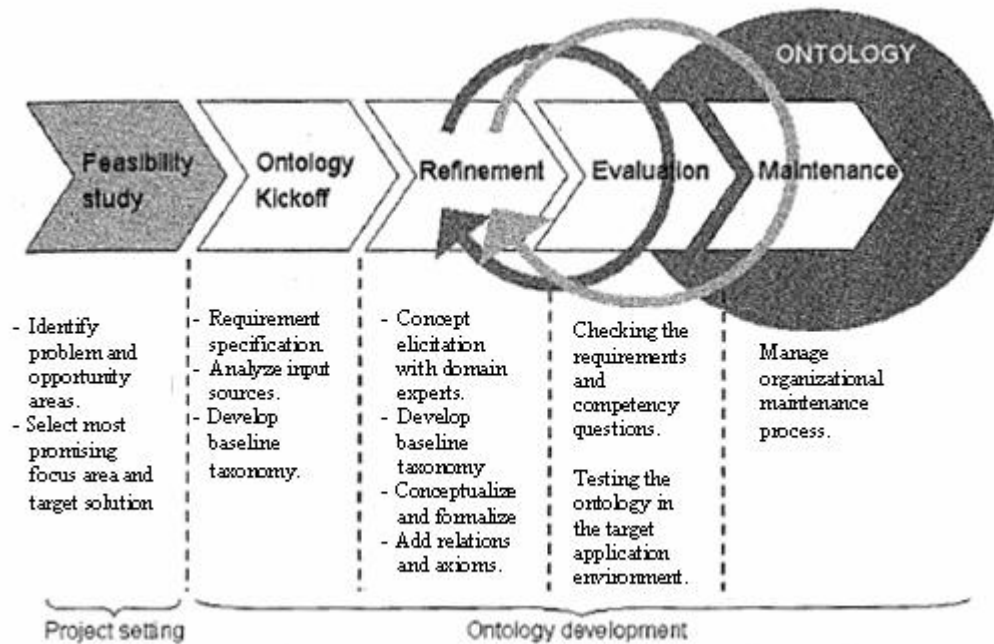 ONTOLOGY
Feasibility
study
Ontology
Kickoff
Refinement
Evaluation
Maintenance
- Identify
problem and
opportunity
areas.
- Select most
promising
focus area and
target solution
- Requirement
specification.
- Analyze input
sources.
- Develop
baseline
taxonomy.
- Concept
elicitation
with domain
experts.
- Develop
baseline
taxonomy
- Conceptualize
and formalize
- Add relations
and axioms.
Checking the
requirements
and
competency
questions.
Testing the
ontology in
the target
application
environment.
Manage
organizational
maintenance
process.
Project setting
Ontology development